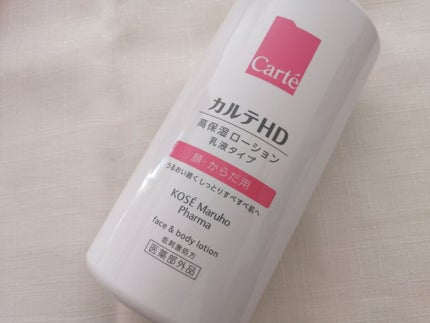 Carté
カルテHD
高保湿ローション
乳液タイプ
顔・からだ用
うるおい続くしっとりすべすべ肌へ
KOSÉ Maruho
Pharma
face & body lotion
低刺激処方
医薬部外品